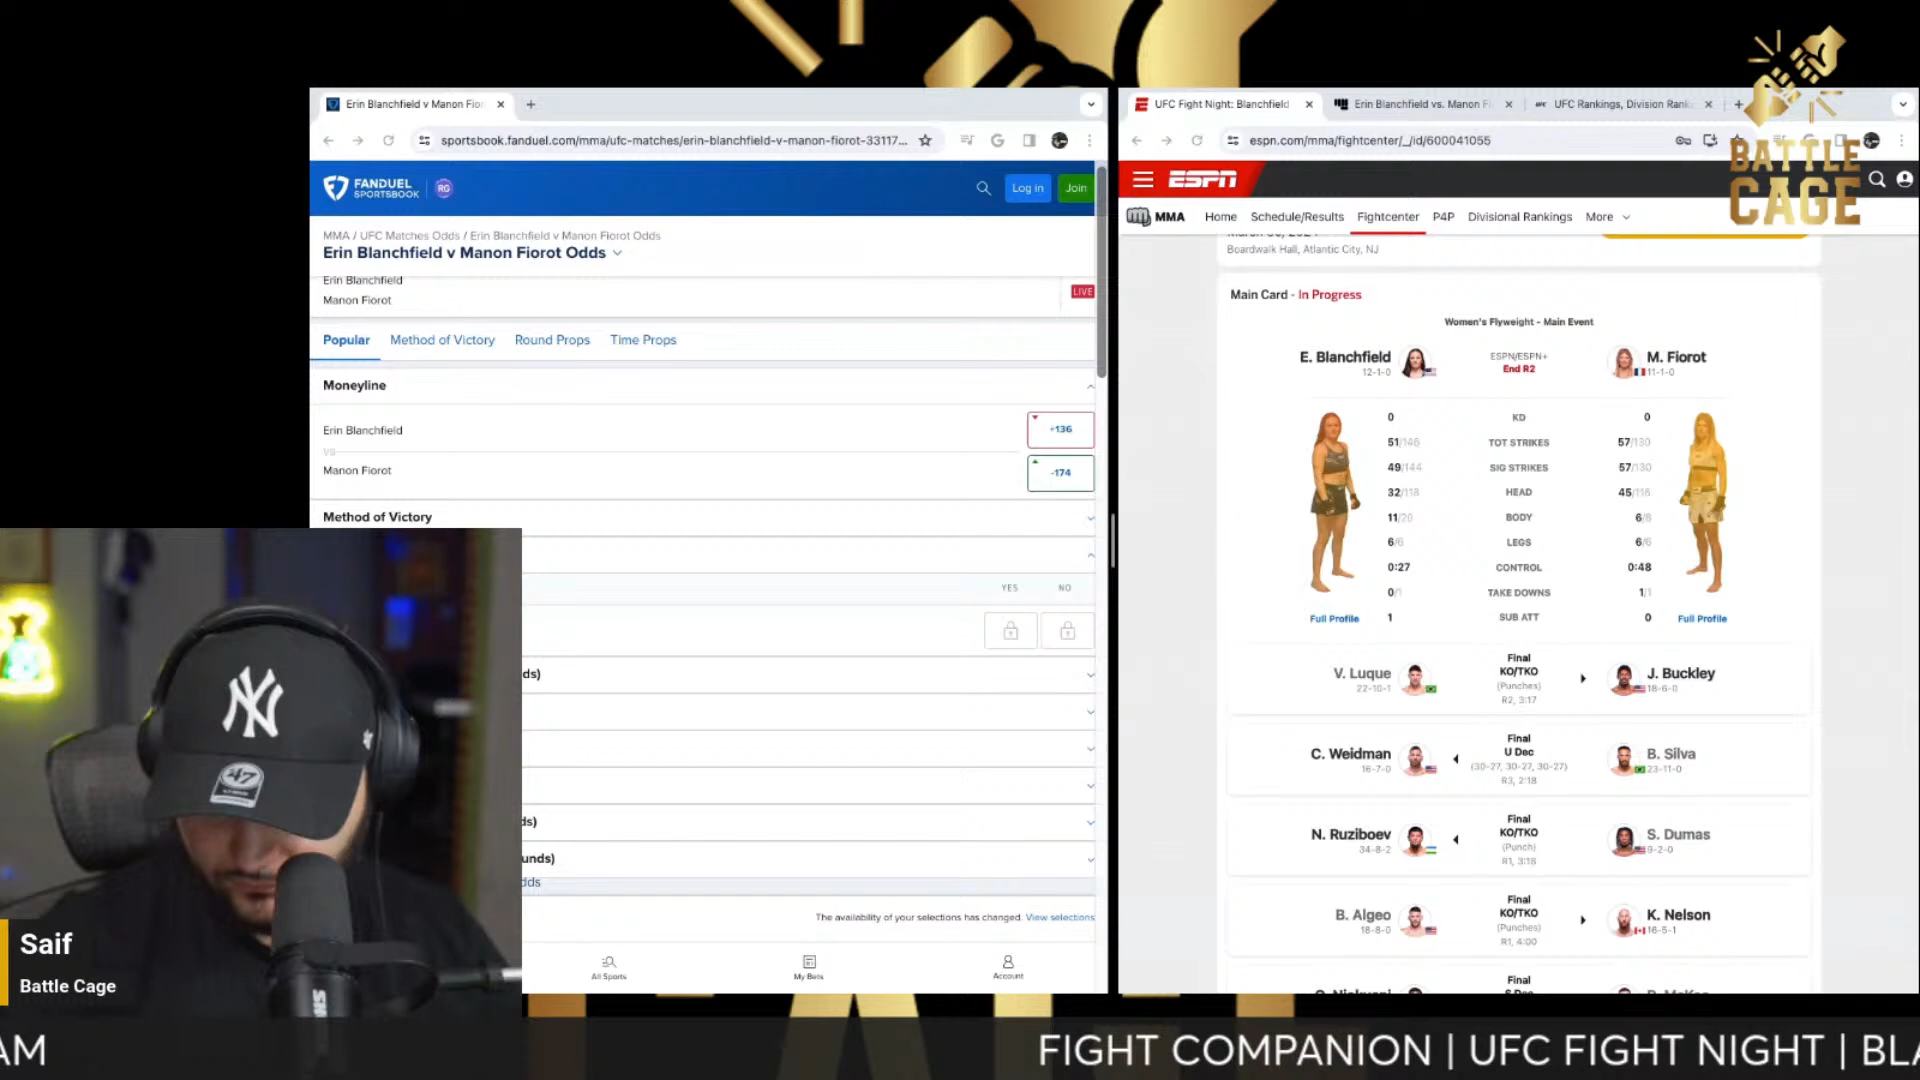 Erin Blanchfield v Manon Fior
sportsbook.fanduel.com/mma/ufc-matches/erin-blanchfield-v-manon-fiorot-33117...
FANDUEL
SPORTSBOOK
RG
Log in
Join
MMA / UFC Matches Odds / Erin Blanchfield v Manon Fiorot Odds
Erin Blanchfield v Manon Fiorot Odds
Erin Blanchfield
Manon Fiorot
LIVE
Popular
Method of Victory
Round Props
Time Props
Moneyline
Erin Blanchfield
+136
VS
Manon Fiorot
-174
Method of Victory
YES
NO
ds)
ds)
unds)
dds
The availability of your selections has changed. View selections
All Sports
My Bets
Account
UFC Fight Night: Blanchfield
Erin Blanchfield vs. Manon Fi
UFC Rankings, Division Rank
espn.com/mma/fightcenter/_/id/600041055
BATTLE
CAGE
ESPN
MMA
Home
Schedule/Results
Fightcenter
P4P
Divisional Rankings
More
Boardwalk Hall, Atlantic City, NJ
Main Card - In Progress
Women's Flyweight - Main Event
E. Blanchfield
12-1-0
ESPN/ESPN+
End R2
M. Fiorot
11-1-0
0 KD 0
51/146 TOT STRIKES 57/130
49/144 SIG STRIKES 57/130
32/118 HEAD 45/116
11/20 BODY 6/8
6/6 LEGS 6/6
0:27 CONTROL 0:48
0/1 TAKE DOWNS 1/1
Full Profile 1 SUB ATT 0 Full Profile
V. Luque
22-10-1
Final
KO/TKO
(Punches)
R2, 3:17
J. Buckley
18-6-0
C. Weidman
16-7-0
Final
U Dec
(30-27, 30-27, 30-27)
R3, 2:18
B. Silva
23-11-0
N. Ruziboev
34-8-2
Final
KO/TKO
(Punch)
R1, 3:18
S. Dumas
9-2-0
B. Algeo
18-8-0
Final
KO/TKO
(Punches)
R1, 4:00
K. Nelson
16-5-1
Final
NY
47
Saif
Battle Cage
AM
FIGHT COMPANION | UFC FIGHT NIGHT | BLA